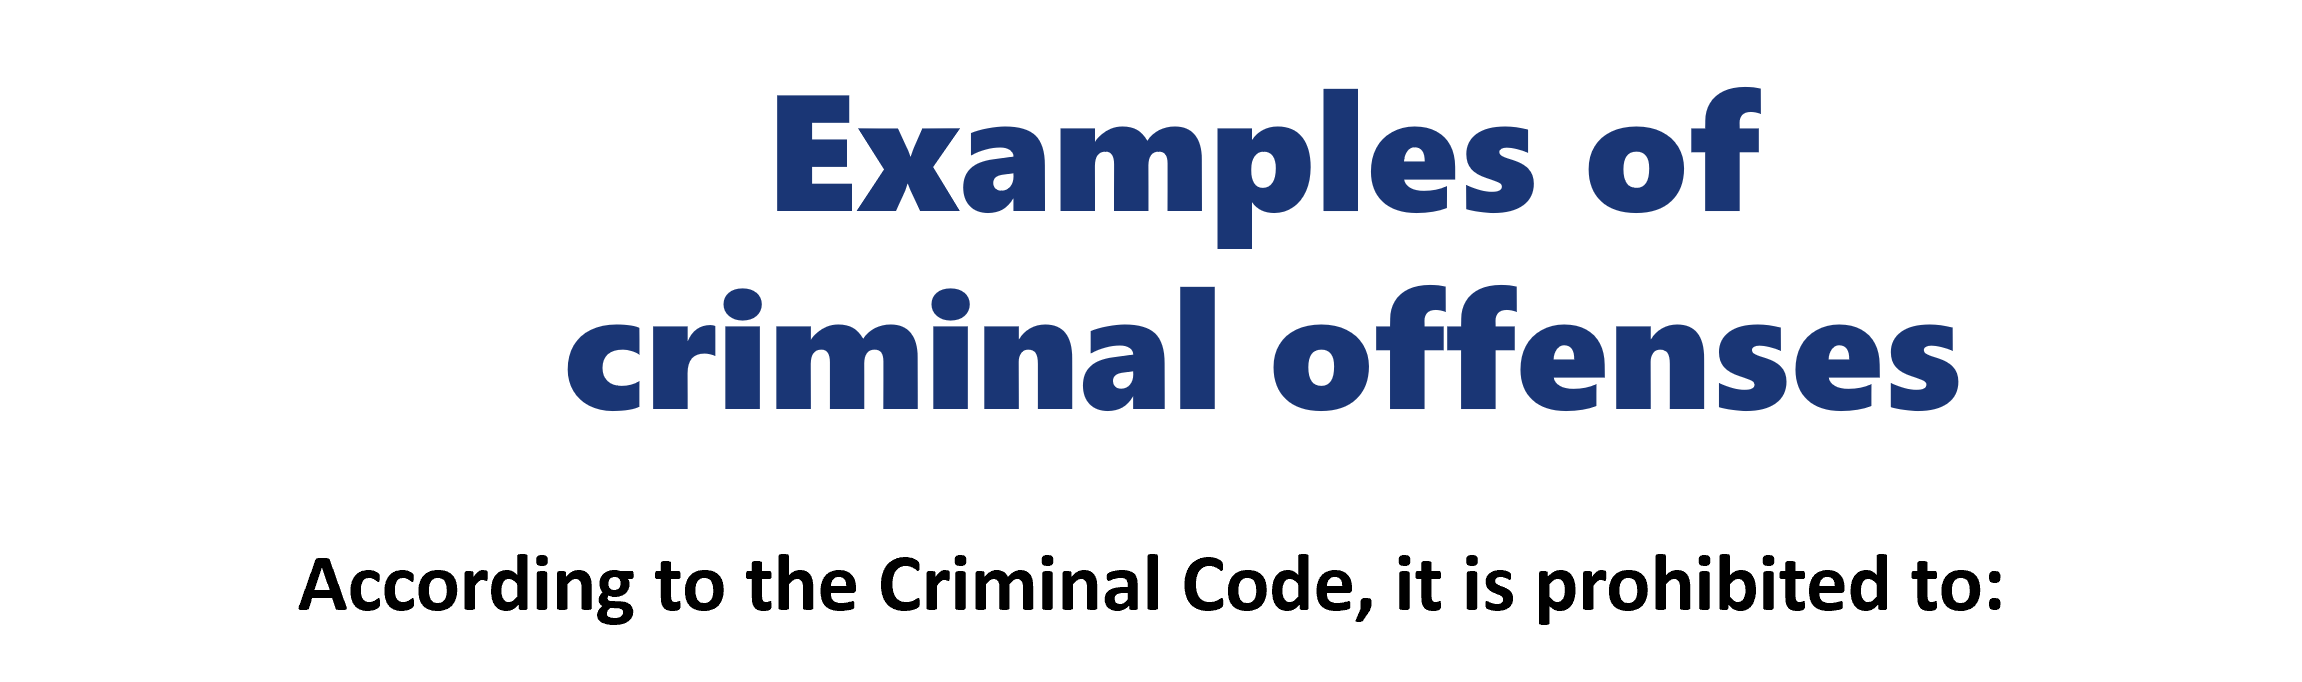 Examples of
criminal offenses
According to the Criminal Code, it is prohibited to: